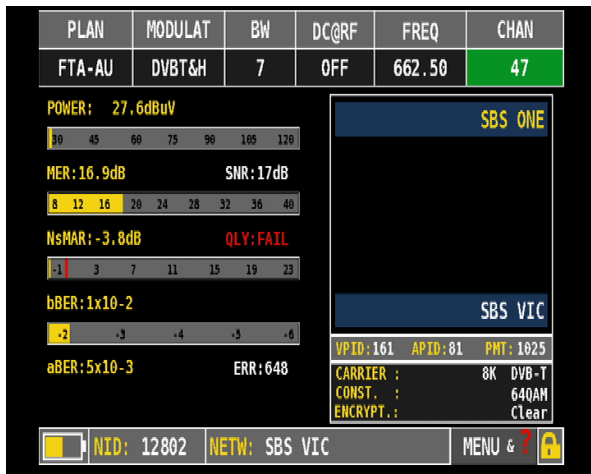 PLAN MODULAT BW DC@RF FREQ CHAN
FTA-AU DVBT&H 7 OFF 662.50 47
POWER: 27.6dBuV
30 45 60 75 90 105 120
MER:16.9dB SNR:17dB
8 12 16 20 24 28 32 36 40
NsMAR:-3.8dB QLY:FAIL
-1 3 7 11 15 19 23
bBER:1x10-2
-2 -3 -4 -5 -6
aBER:5x10-3 ERR:648
SBS ONE
SBS VIC
VPID:161 APID:81 PMT:1025
CARRIER : 8K DVB-T
CONST. : 64QAM
ENCRYPT.: Clear
NID: 12802 NETW: SBS VIC MENU & ?